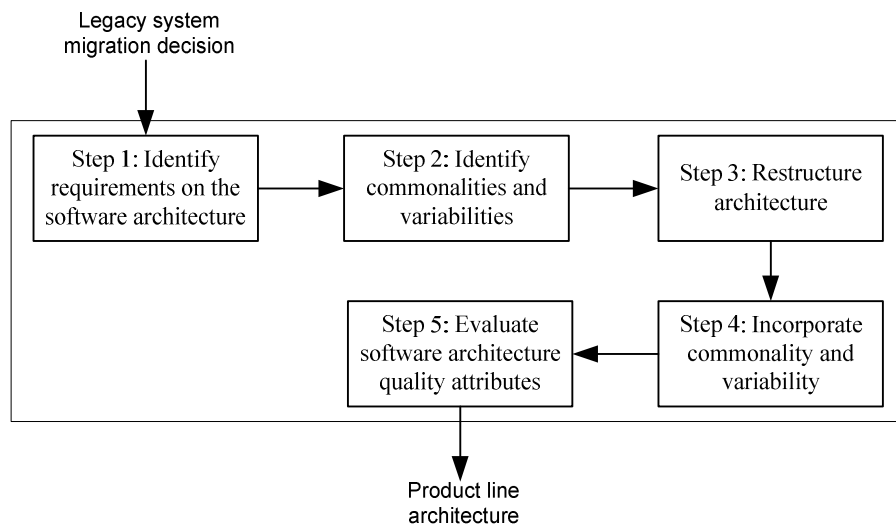 Legacy system
migration decision
Step 1: Identify
requirements on the
software architecture
Step 2: Identify
commonalities and
variabilities
Step 3: Restructure
architecture
Step 4: Incorporate
commonality and
variability
Step 5: Evaluate
software architecture
quality attributes
Product line
architecture